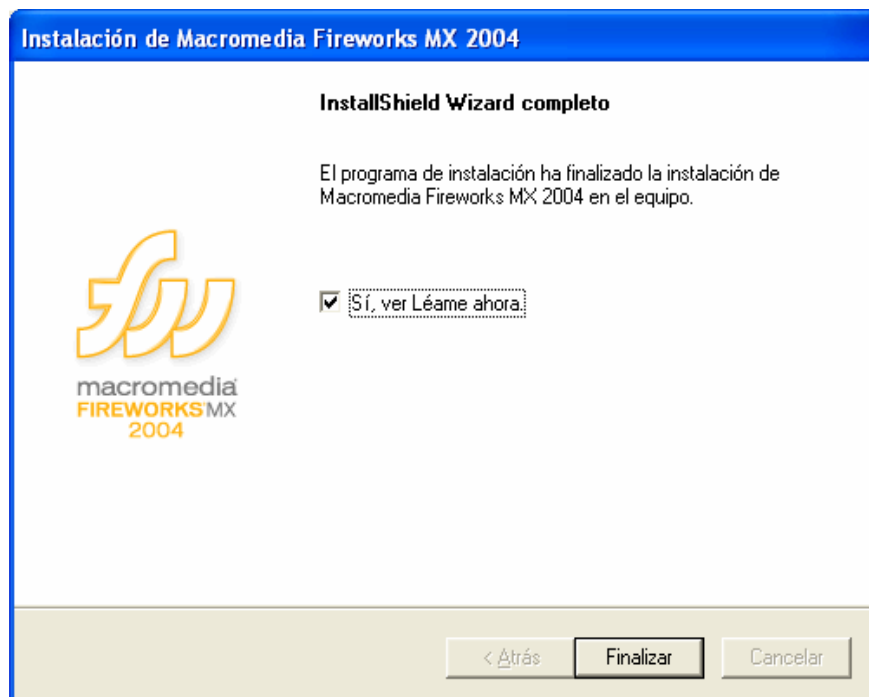 Instalación de Macromedia Fireworks MX 2004
InstallShield Wizard completo
El programa de instalación ha finalizado la instalación de
Macromedia Fireworks MX 2004 en el equipo.
Sí, ver Léame ahora.
macromedia
FIREWORKS MX
2004
< Atrás
Finalizar
Cancelar